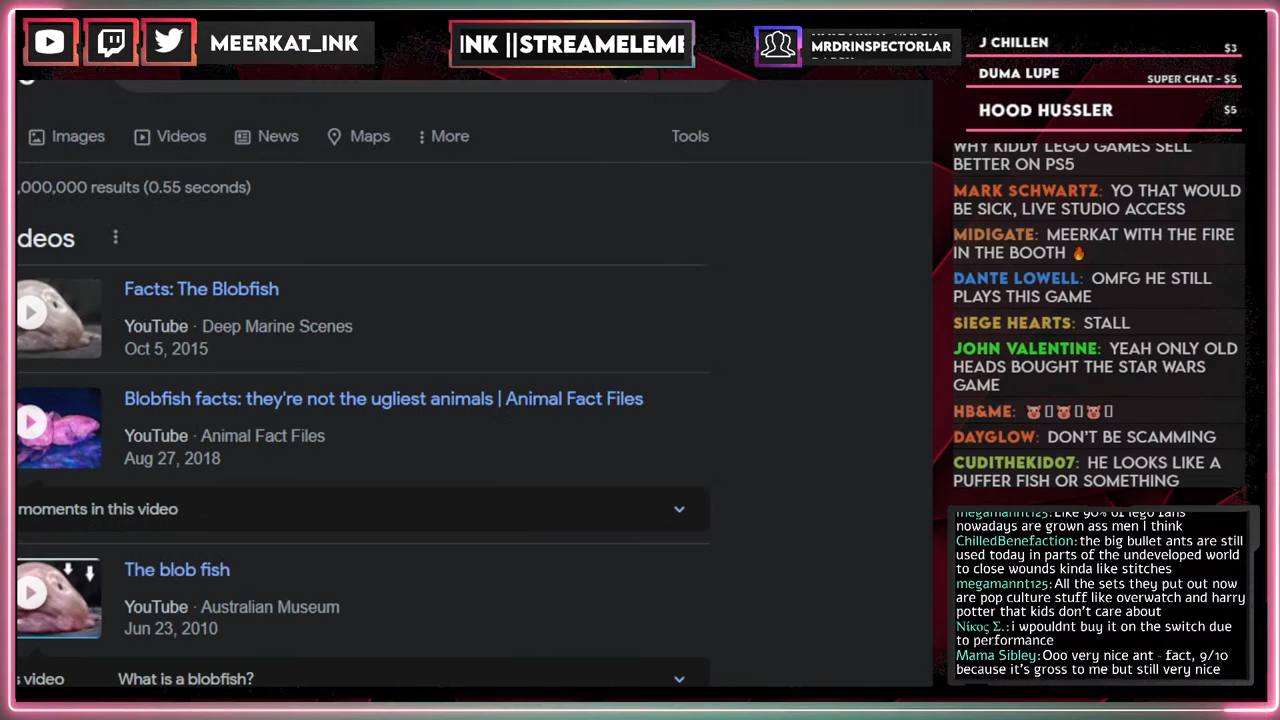 MEERKAT_INK
INK ||STREAMELEME
MRDRINSPECTORLAR
J CHILLEN $3
DUMA LUPE SUPER CHAT - $5
HOOD HUSSLER $5
Images Videos News Maps More Tools
,000,000 results (0.55 seconds)
deos
Facts: The Blobfish
YouTube · Deep Marine Scenes
Oct 5, 2015
Blobfish facts: they're not the ugliest animals | Animal Fact Files
YouTube · Animal Fact Files
Aug 27, 2018
moments in this video
The blob fish
YouTube · Australian Museum
Jun 23, 2010
s video What is a blobfish?
WHY KIDDY LEGO GAMES SELL
BETTER ON PS5
MARK SCHWARTZ: YO THAT WOULD
BE SICK, LIVE STUDIO ACCESS
MIDIGATE: MEERKAT WITH THE FIRE
IN THE BOOTH 🔥
DANTE LOWELL: OMFG HE STILL
PLAYS THIS GAME
SIEGE HEARTS: STALL
JOHN VALENTINE: YEAH ONLY OLD
HEADS BOUGHT THE STAR WARS
GAME
HB&ME: 🐷▯🐷▯🐷▯
DAYGLOW: DON'T BE SCAMMING
CUDITHEKID07: HE LOOKS LIKE A
PUFFER FISH OR SOMETHING
megamannt125: Like 90% of lego fans
nowadays are grown ass men I think
ChilledBenefaction: the big bullet ants are still
used today in parts of the undeveloped world
to close wounds kinda like stitches
megamannt125: All the sets they put out now
are pop culture stuff like overwatch and harry
potter that kids don't care about
Νίκος Σ.: i wpouldnt buy it on the switch due
to performance
Mama Sibley: Ooo very nice ant - fact, 9/10
because it's gross to me but still very nice